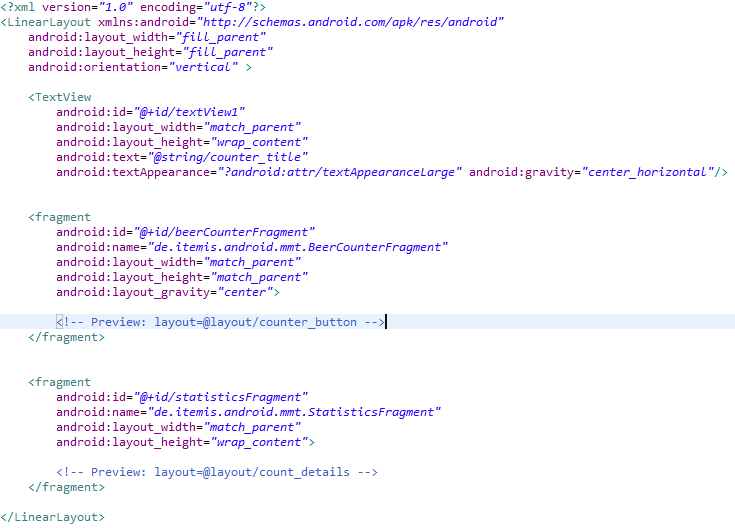 <?xml version="1.0" encoding="utf-8"?>
<LinearLayout xmlns:android="http://schemas.android.com/apk/res/android"
    android:layout_width="fill_parent"
    android:layout_height="fill_parent"
    android:orientation="vertical" >

    <TextView
        android:id="@+id/textView1"
        android:layout_width="match_parent"
        android:layout_height="wrap_content"
        android:text="@string/counter_title"
        android:textAppearance="?android:attr/textAppearanceLarge" android:gravity="center_horizontal"/>


    <fragment
        android:id="@+id/beerCounterFragment"
        android:name="de.itemis.android.mmt.BeerCounterFragment"
        android:layout_width="match_parent"
        android:layout_height="match_parent"
        android:layout_gravity="center">

        <!-- Preview: layout=@layout/counter_button -->
    </fragment>


    <fragment
        android:id="@+id/statisticsFragment"
        android:name="de.itemis.android.mmt.StatisticsFragment"
        android:layout_width="match_parent"
        android:layout_height="wrap_content">

        <!-- Preview: layout=@layout/count_details -->
    </fragment>

</LinearLayout>